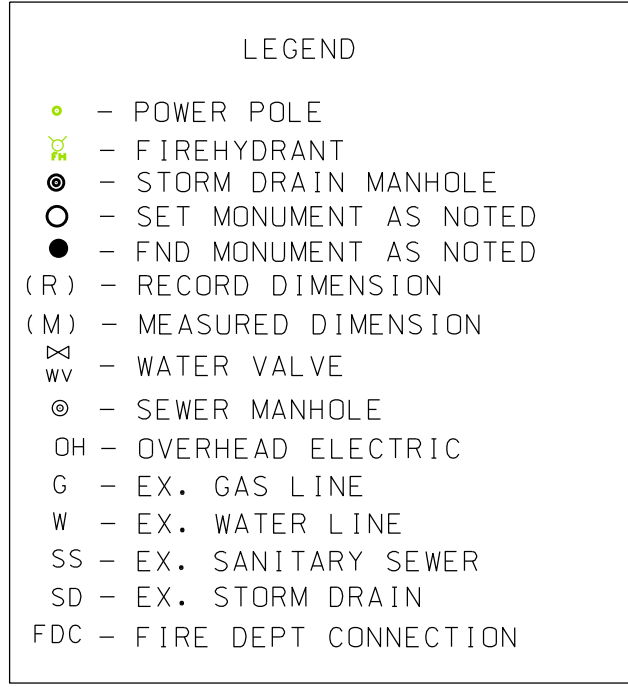 LEGEND
- POWER POLE
FH - FIREHYDRANT
- STORM DRAIN MANHOLE
- SET MONUMENT AS NOTED
- FND MONUMENT AS NOTED
(R) - RECORD DIMENSION
(M) - MEASURED DIMENSION
WV - WATER VALVE
- SEWER MANHOLE
OH - OVERHEAD ELECTRIC
G - EX. GAS LINE
W - EX. WATER LINE
SS - EX. SANITARY SEWER
SD - EX. STORM DRAIN
FDC - FIRE DEPT CONNECTION